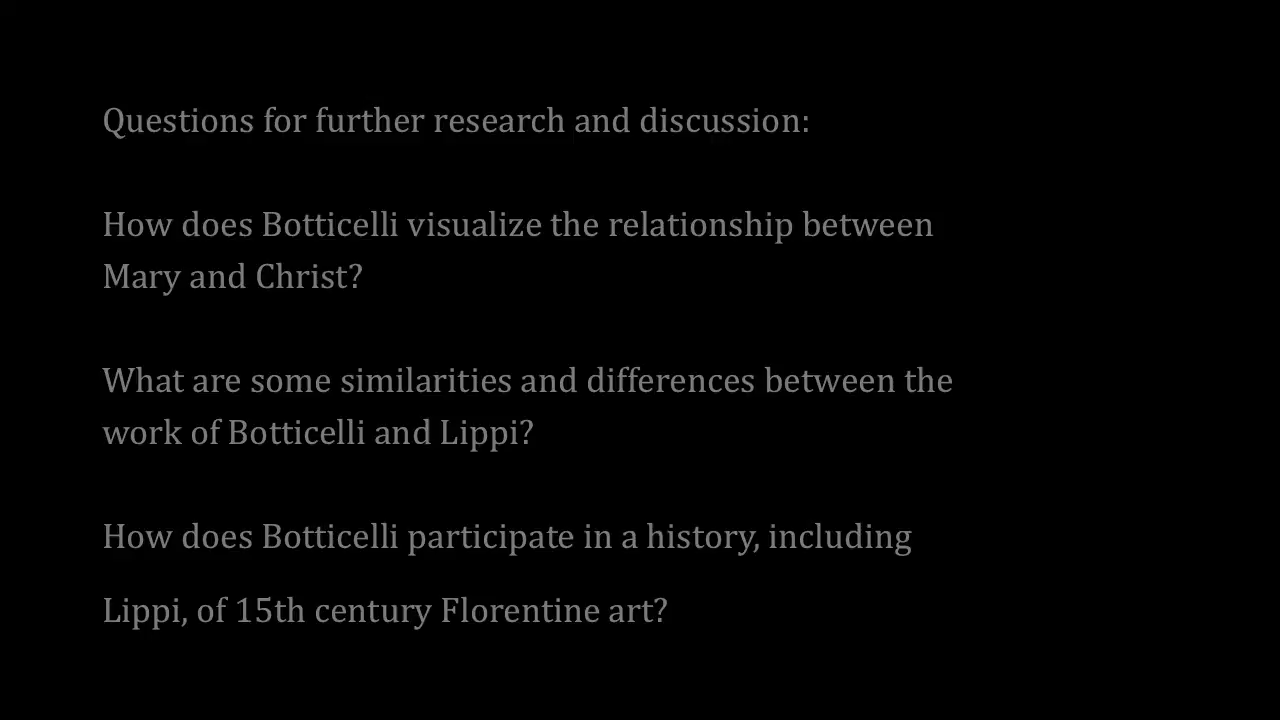 Questions for further research and discussion:
How does Botticelli visualize the relationship between
Mary and Christ?
What are some similarities and differences between the
work of Botticelli and Lippi?
How does Botticelli participate in a history, including
Lippi, of 15th century Florentine art?